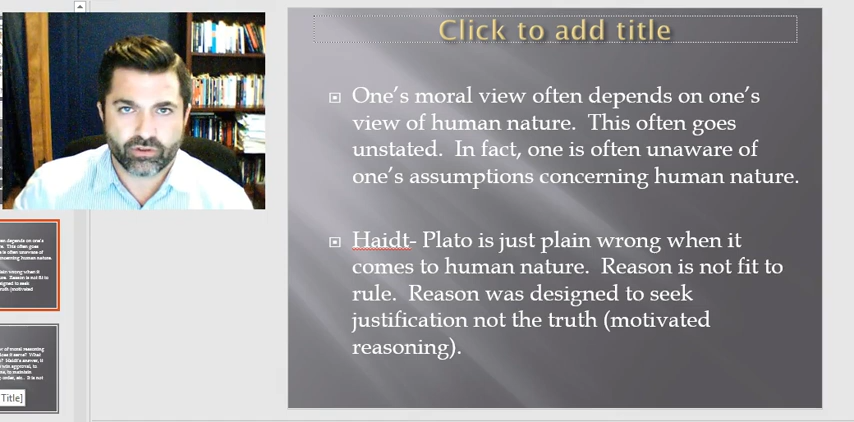 Click to add title
One's moral view often depends on one's
view of human nature.  This often goes
unstated.  In fact, one is often unaware of
one's assumptions concerning human nature.
Haidt- Plato is just plain wrong when it
comes to human nature.  Reason is not fit to
rule.  Reason was designed to seek
justification not the truth (motivated
reasoning).
Title]